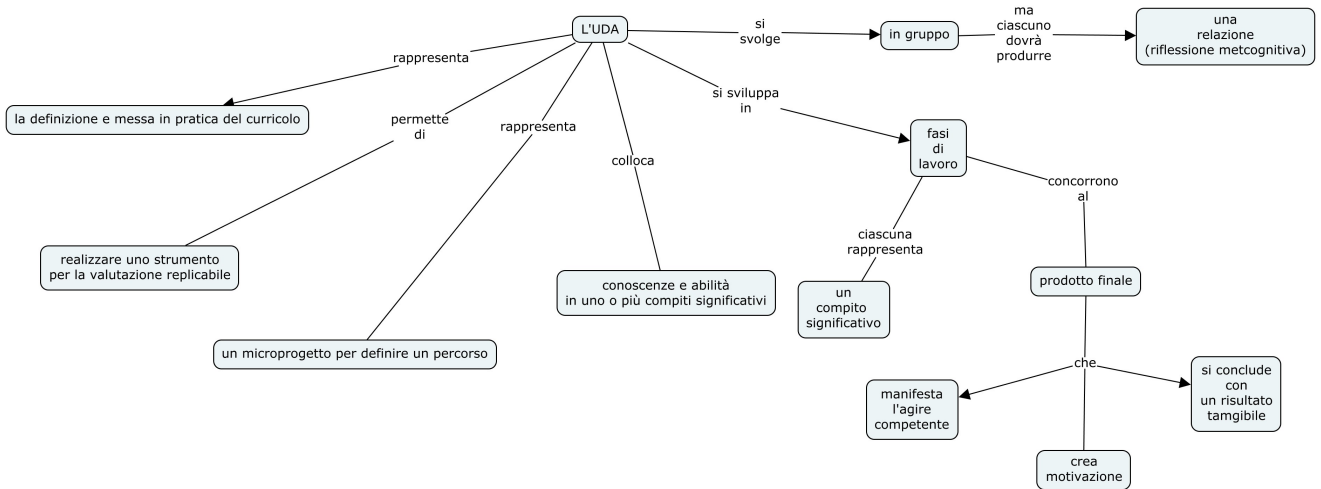 L'UDA
si
svolge
in gruppo
ma
ciascuno
dovrà
produrre
una
relazione
(riflessione metcognitiva)
rappresenta
la definizione e messa in pratica del curricolo
permette
di
realizzare uno strumento
per la valutazione replicabile
rappresenta
un microprogetto per definire un percorso
colloca
conoscenze e abilità
in uno o più compiti significativi
si sviluppa
in
fasi
di
lavoro
ciascuna
rappresenta
un
compito
significativo
concorrono
al
prodotto finale
che
manifesta
l'agire
competente
crea
motivazione
si conclude
con
un risultato
tamgibile